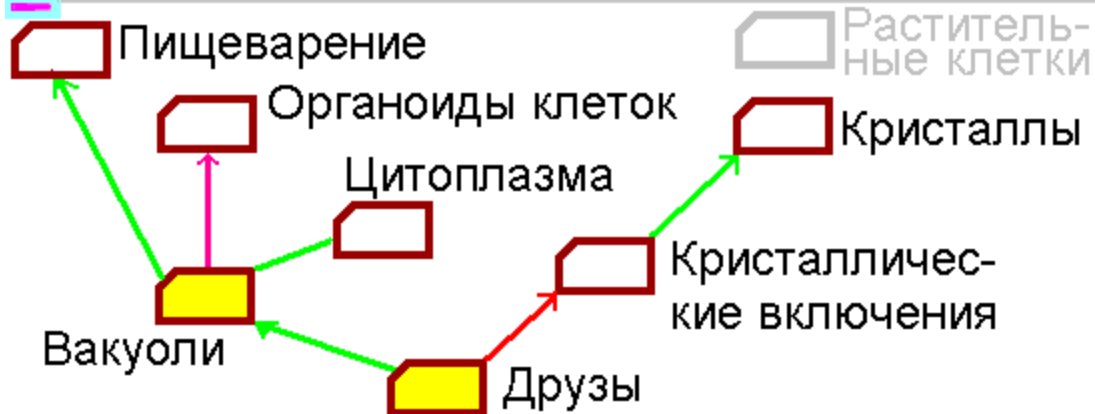 Пищеварение
Раститель-
ные клетки
Органоиды клеток
Кристаллы
Цитоплазма
Кристалличес-
кие включения
Вакуоли
Друзы